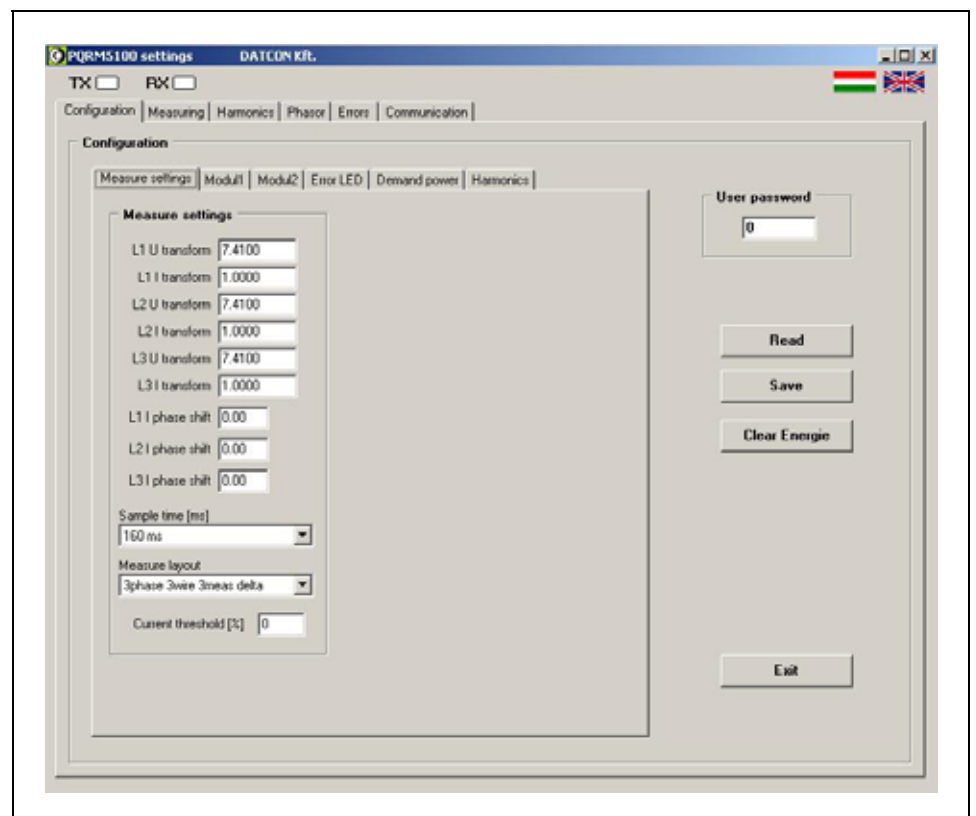 PQRM5100 settings DATCON Kft.
TX RX
Configuration Measuring Harmonics Phasor Errors Communication
Configuration
Measure settings Modul1 Modul2 Error LED Demand power Harmonics
Measure settings
L1 U transform 7.4100
L1 I transform 1.0000
L2 U transform 7.4100
L2 I transform 1.0000
L3 U transform 7.4100
L3 I transform 1.0000
L1 I phase shift 0.00
L2 I phase shift 0.00
L3 I phase shift 0.00
Sample time [ms]
160 ms
Measure layout
3phase 3wire 3meas delta
Current threshold [%] 0
User password
0
Read
Save
Clear Energie
Exit